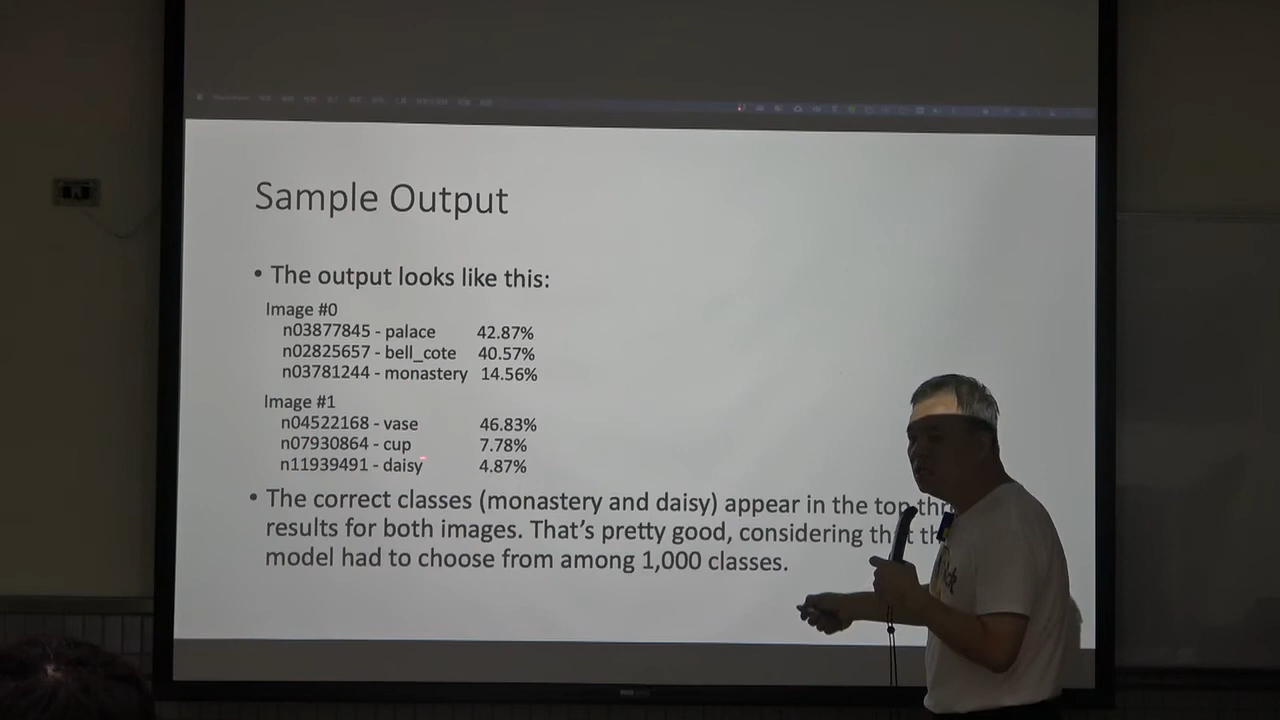 Sample Output
• The output looks like this:
Image #0
n03877845 - palace 42.87%
n02825657 - bell_cote 40.57%
n03781244 - monastery 14.56%
Image #1
n04522168 - vase 46.83%
n07930864 - cup 7.78%
n11939491 - daisy 4.87%
• The correct classes (monastery and daisy) appear in the top
results for both images. That's pretty good, considering
model had to choose from among 1,000 classes.